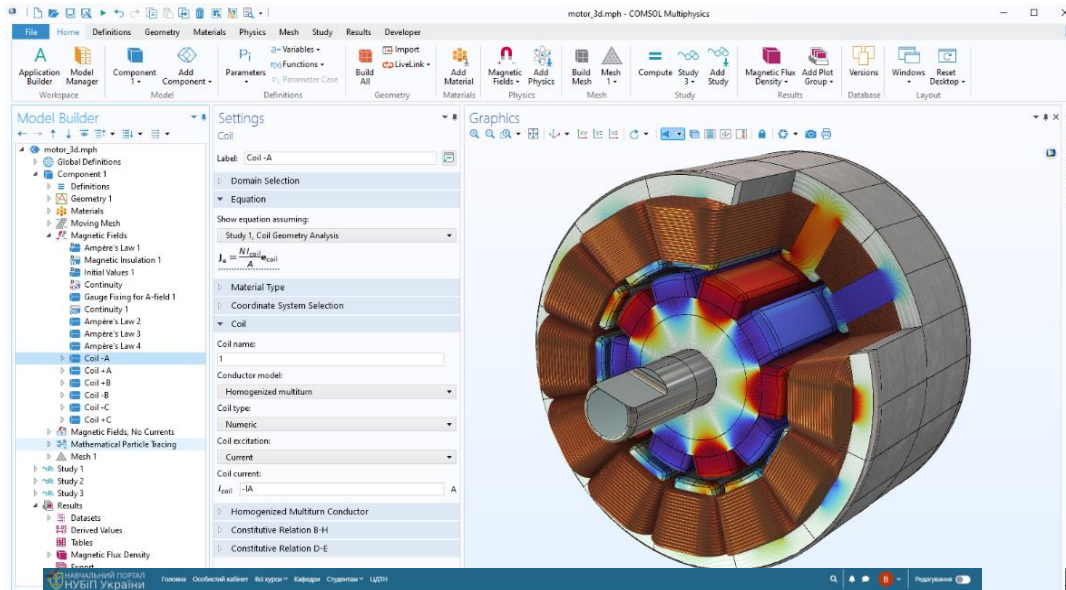 motor_3d.mph - COMSOL Multiphysics
File Home Definitions Geometry Materials Physics Mesh Study Results Developer
Application Builder
Model Manager
Workspace
Component 1
Add Component
Model
Pi Parameters
a= Variables
f(x) Functions
Pi Parameter Case
Definitions
Build All
Import
LiveLink
Geometry
Add Material
Materials
Magnetic Fields
Add Physics
Physics
Build Mesh
Mesh 1
Mesh
Compute
Study 3
Add Study
Study
Magnetic Flux Density
Add Plot Group
Results
Versions
Database
Windows
Reset Desktop
Layout
Model Builder
motor_3d.mph
Global Definitions
Component 1
Definitions
Geometry 1
Materials
Moving Mesh
Magnetic Fields
Ampère's Law 1
Magnetic Insulation 1
Initial Values 1
Continuity
Gauge Fixing for A-field 1
Continuity 1
Ampère's Law 2
Ampère's Law 3
Ampère's Law 4
Coil -A
Coil +A
Coil +B
Coil -B
Coil -C
Coil +C
Magnetic Fields, No Currents
Mathematical Particle Tracing
Mesh 1
Study 1
Study 2
Study 3
Results
Datasets
Derived Values
Tables
Magnetic Flux Density
Export
Settings
Coil
Label: Coil -A
Domain Selection
Equation
Show equation assuming:
Study 1, Coil Geometry Analysis
Jₑ = NI_coil/A e_coil
Material Type
Coordinate System Selection
Coil
Coil name:
1
Conductor model:
Homogenized multiturn
Coil type:
Numeric
Coil excitation:
Current
Coil current:
I_coil -IA A
Homogenized Multiturn Conductor
Constitutive Relation B-H
Constitutive Relation D-E
Graphics
НАВЧАЛЬНИЙ ПОРТАЛ
НУБІП України
Головна Особистий кабінет Всі курси Кафедри Студентам ЦДТН
В
Редагування